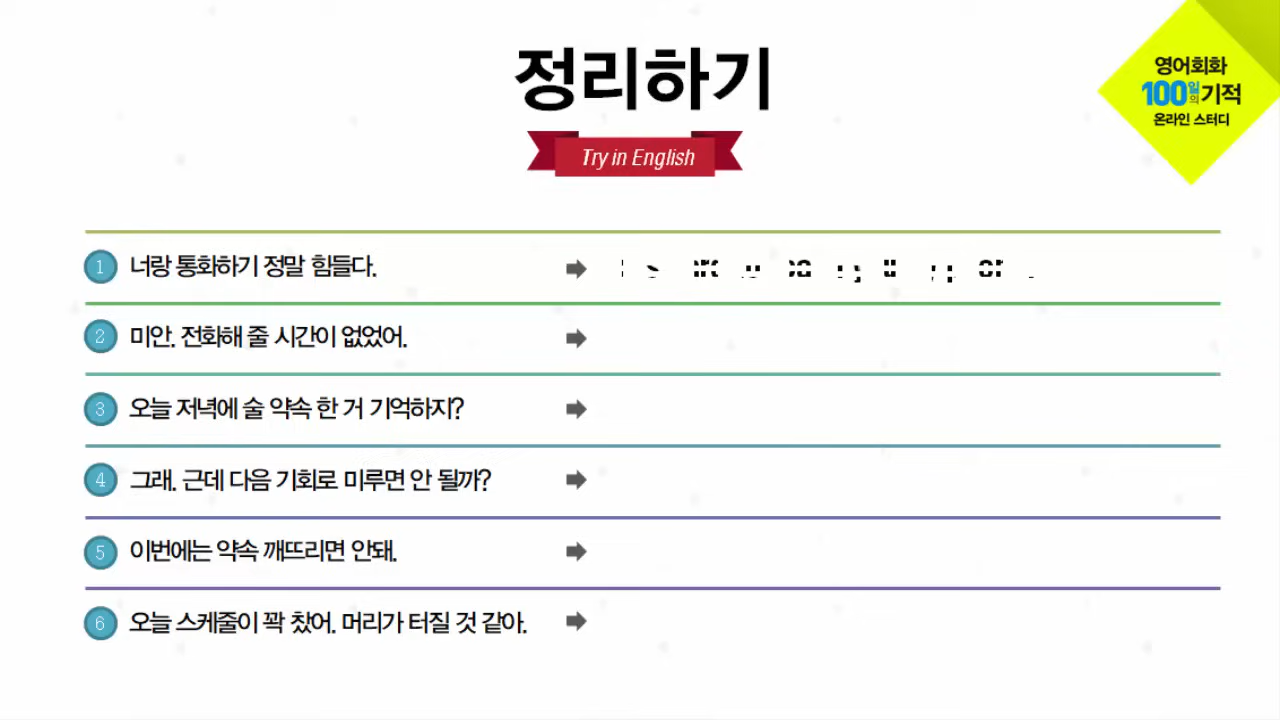 정리하기
Try in English
영어회화
100일의 기적
온라인 스터디
1 너랑 통화하기 정말 힘들다.
2 미안. 전화해 줄 시간이 없었어.
3 오늘 저녁에 술 약속 한 거 기억하지?
4 그래. 근데 다음 기회로 미루면 안 될까?
5 이번에는 약속 깨뜨리면 안돼.
6 오늘 스케줄이 꽉 찼어. 머리가 터질 것 같아.